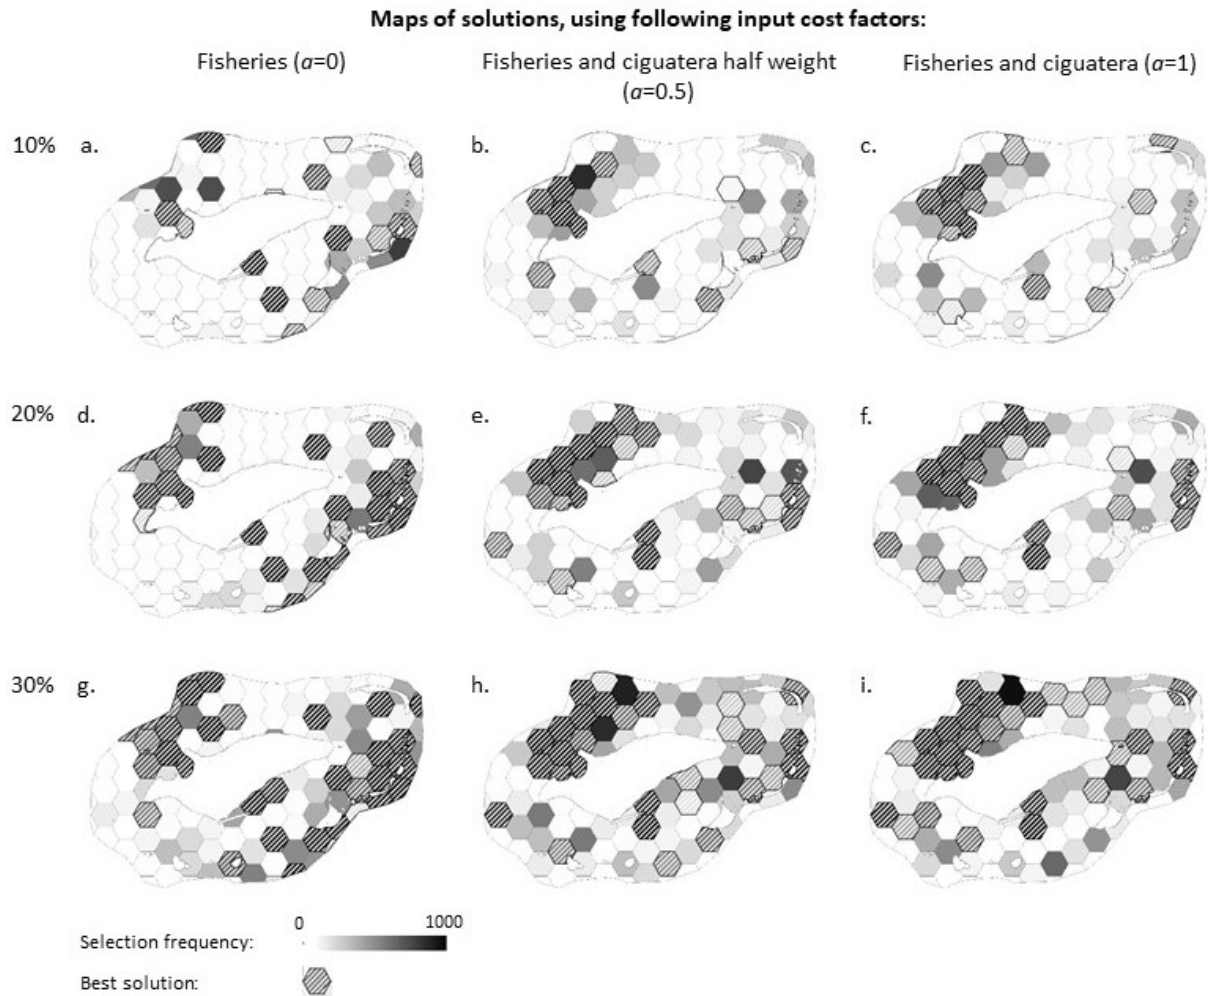 Maps of solutions, using following input cost factors:
Fisheries (a=0)
Fisheries and ciguatera half weight
(a=0.5)
Fisheries and ciguatera (a=1)
10% a. b. c.
20% d. e. f.
30% g. h. i.
0 1000
Selection frequency:
Best solution: